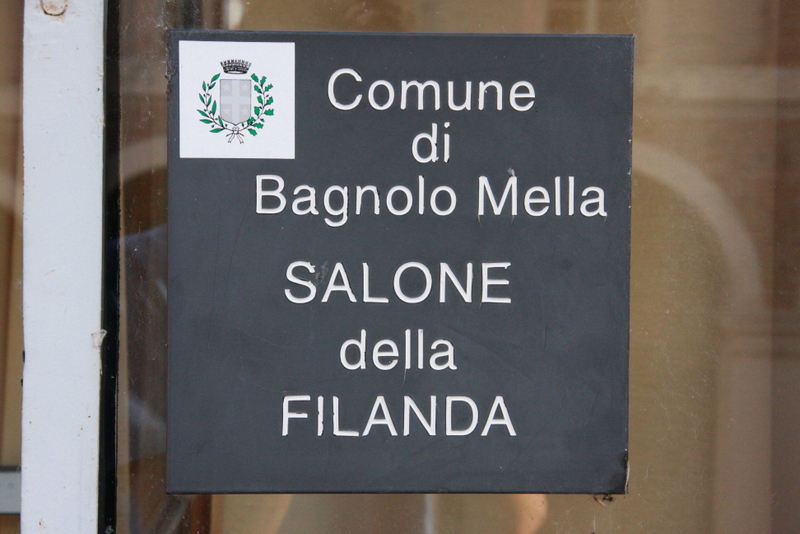 Comune
di
Bagnolo Mella
SALONE
della
FILANDA